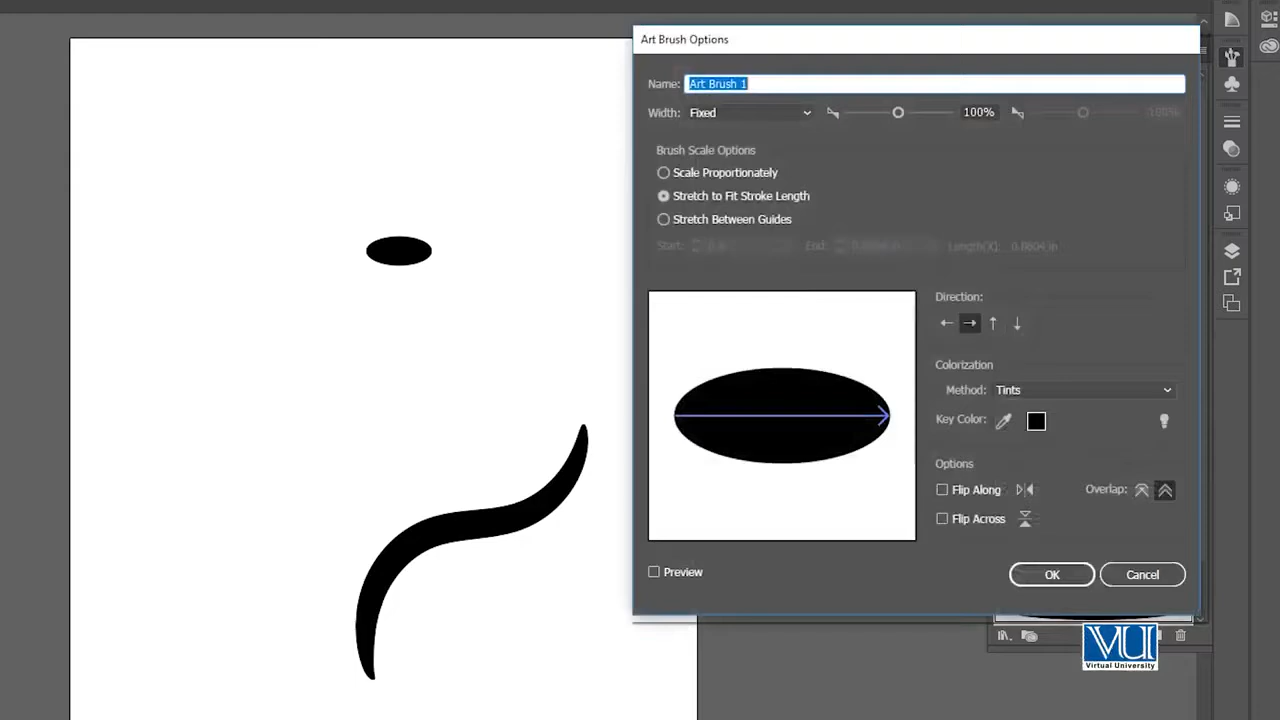 Art Brush Options
Name: Art Brush 1
Width: Fixed 100% 100%
Brush Scale Options
Scale Proportionately
Stretch to Fit Stroke Length
Stretch Between Guides
Start: End: Length(X): 0.0804 in
Direction:
Colorization
Method: Tints
Key Color:
Options
Flip Along Overlap:
Flip Across
Preview
OK Cancel
VU
Virtual University